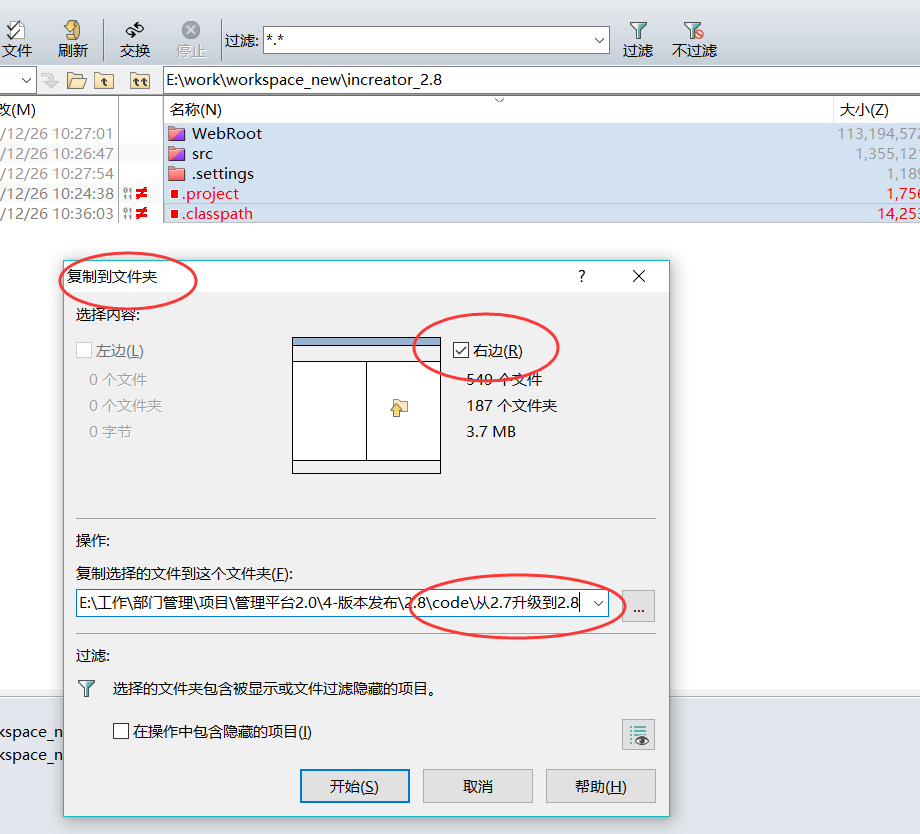 文件 刷新 交换 停止 过滤: *.* 过滤 不过滤
E:\work\workspace_new\increator_2.8
改(M) 名称(N) 大小(Z)
/12/26 10:27:01 WebRoot 113,194,572
/12/26 10:26:47 src 1,355,121
/12/26 10:27:54 .settings 1,189
/12/26 10:24:38 .project 1,756
/12/26 10:36:03 .classpath 14,253
复制到文件夹 ?
选择内容:
左边(L) 右边(R)
0 个文件 549 个文件
0 个文件夹 187 个文件夹
0 字节 3.7 MB
操作:
复制选择的文件到这个文件夹(F):
E:\工作\部门管理\项目\管理平台2.0\4-版本发布\2.8\code\从2.7升级到2.8 ...
过滤:
选择的文件夹包含被显示或文件过滤隐藏的项目。
kspace_n 在操作中包含隐藏的项目(I)
kspace_n
开始(S) 取消 帮助(H)